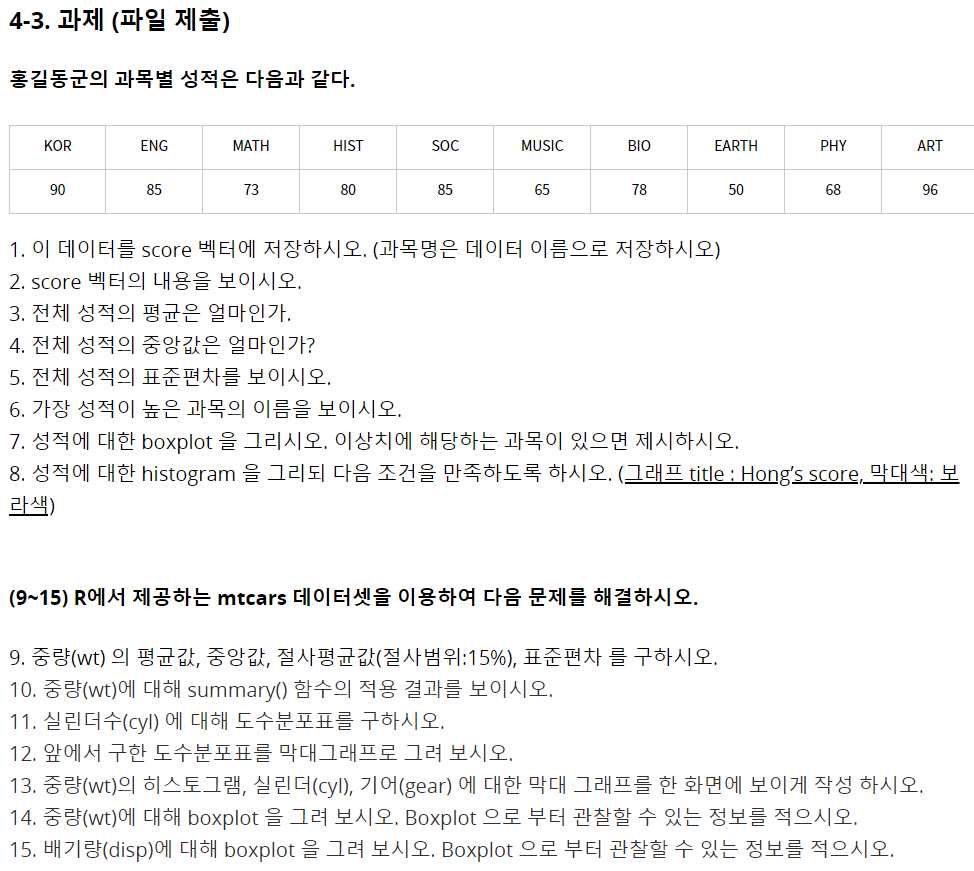 4-3. 과제 (파일 제출)
홍길동군의 과목별 성적은 다음과 같다.
KOR ENG MATH HIST SOC MUSIC BIO EARTH PHY ART
90 85 73 80 85 65 78 50 68 96
1. 이 데이터를 score 벡터에 저장하시오. (과목명은 데이터 이름으로 저장하시오)
2. score 벡터의 내용을 보이시오.
3. 전체 성적의 평균은 얼마인가.
4. 전체 성적의 중앙값은 얼마인가?
5. 전체 성적의 표준편차를 보이시오.
6. 가장 성적이 높은 과목의 이름을 보이시오.
7. 성적에 대한 boxplot 을 그리시오. 이상치에 해당하는 과목이 있으면 제시하시오.
8. 성적에 대한 histogram 을 그리되 다음 조건을 만족하도록 하시오. (그래프 title : Hong’s score, 막대색: 보
라색)
(9~15) R에서 제공하는 mtcars 데이터셋을 이용하여 다음 문제를 해결하시오.
9. 중량(wt) 의 평균값, 중앙값, 절사평균값(절사범위:15%), 표준편차 를 구하시오.
10. 중량(wt)에 대해 summary() 함수의 적용 결과를 보이시오.
11. 실린더수(cyl) 에 대해 도수분포표를 구하시오.
12. 앞에서 구한 도수분포표를 막대그래프로 그려 보시오.
13. 중량(wt)의 히스토그램, 실린더(cyl), 기어(gear) 에 대한 막대 그래프를 한 화면에 보이게 작성 하시오.
14. 중량(wt)에 대해 boxplot 을 그려 보시오. Boxplot 으로 부터 관찰할 수 있는 정보를 적으시오.
15. 배기량(disp)에 대해 boxplot 을 그려 보시오. Boxplot 으로 부터 관찰할 수 있는 정보를 적으시오.